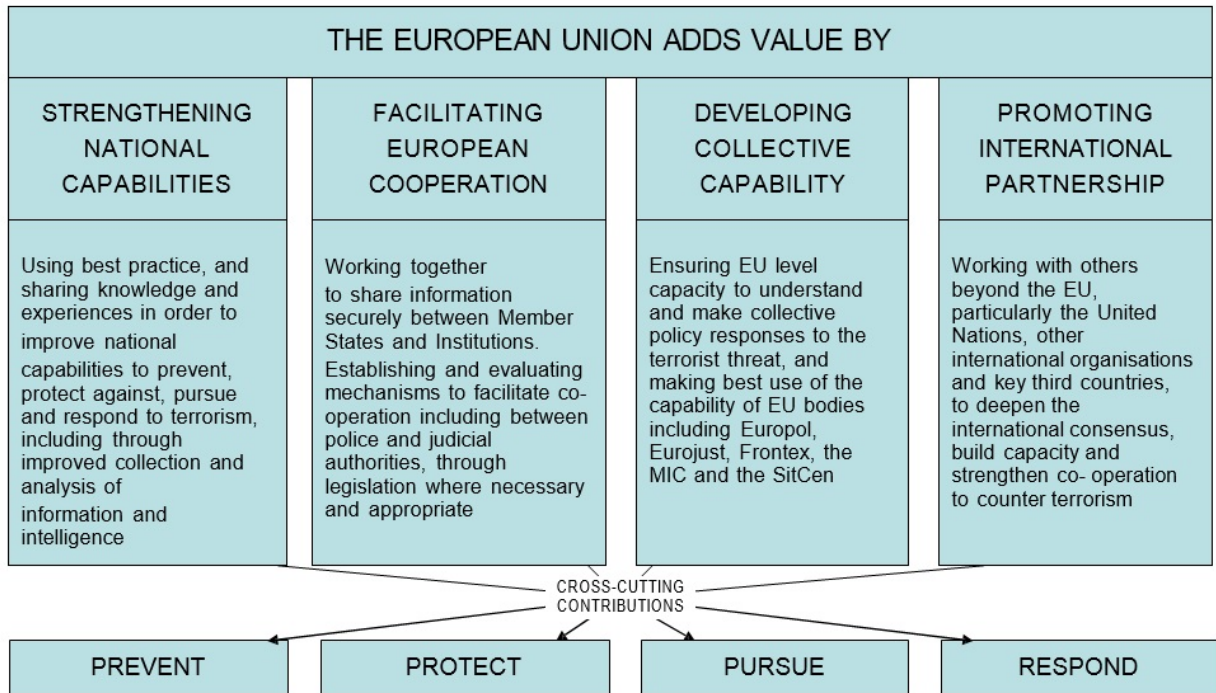 THE EUROPEAN UNION ADDS VALUE BY
STRENGTHENING
NATIONAL
CAPABILITIES
FACILITATING
EUROPEAN
COOPERATION
DEVELOPING
COLLECTIVE
CAPABILITY
PROMOTING
INTERNATIONAL
PARTNERSHIP
Using best practice, and
sharing knowledge and
experiences in order to
improve national
capabilities to prevent,
protect against, pursue
and respond to terrorism,
including through
improved collection and
analysis of
information and
intelligence
Working together
to share information
securely between Member
States and Institutions.
Establishing and evaluating
mechanisms to facilitate co-
operation including between
police and judicial
authorities, through
legislation where necessary
and appropriate
Ensuring EU level
capacity to understand
and make collective
policy responses to the
terrorist threat, and
making best use of the
capability of EU bodies
including Europol,
Eurojust, Frontex, the
MIC and the SitCen
Working with others
beyond the EU,
particularly the United
Nations, other
international organisations
and key third countries,
to deepen the
international consensus,
build capacity and
strengthen co- operation
to counter terrorism
CROSS-CUTTING
CONTRIBUTIONS
PREVENT
PROTECT
PURSUE
RESPOND